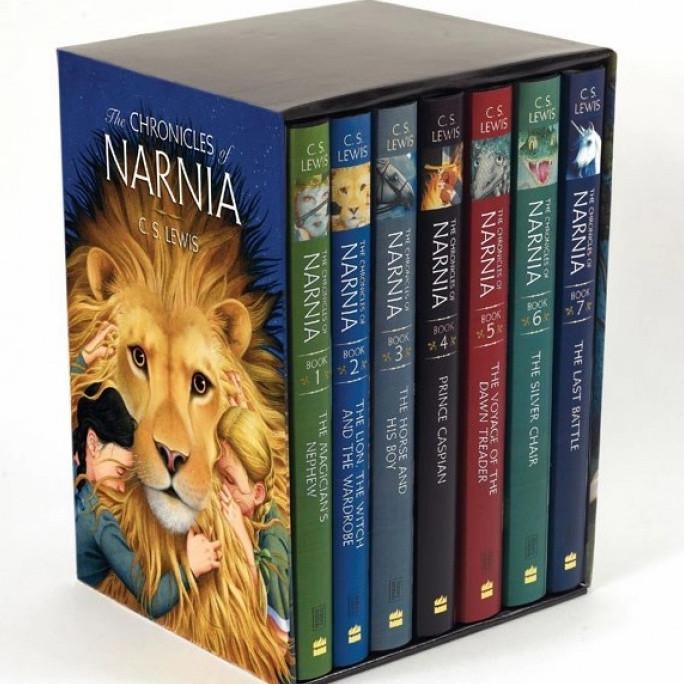 The CHRONICLES of
NARNIA
C. S. LEWIS
C. S.
LEWIS
THE CHRONICLES OF
NARNIA
BOOK
1
THE MAGICIAN'S
NEPHEW
C. S.
LEWIS
THE CHRONICLES OF
NARNIA
BOOK
2
THE LION, THE WITCH
AND THE WARDROBE
C. S.
LEWIS
THE CHRONICLES OF
NARNIA
BOOK
3
THE HORSE AND
HIS BOY
C. S.
LEWIS
THE CHRONICLES OF
NARNIA
BOOK
4
PRINCE CASPIAN
C. S.
LEWIS
THE CHRONICLES OF
NARNIA
BOOK
5
THE VOYAGE OF THE
DAWN TREADER
C. S.
LEWIS
THE CHRONICLES OF
NARNIA
BOOK
6
THE SILVER CHAIR
C. S.
LEWIS
THE CHRONICLES OF
NARNIA
BOOK
7
THE LAST BATTLE